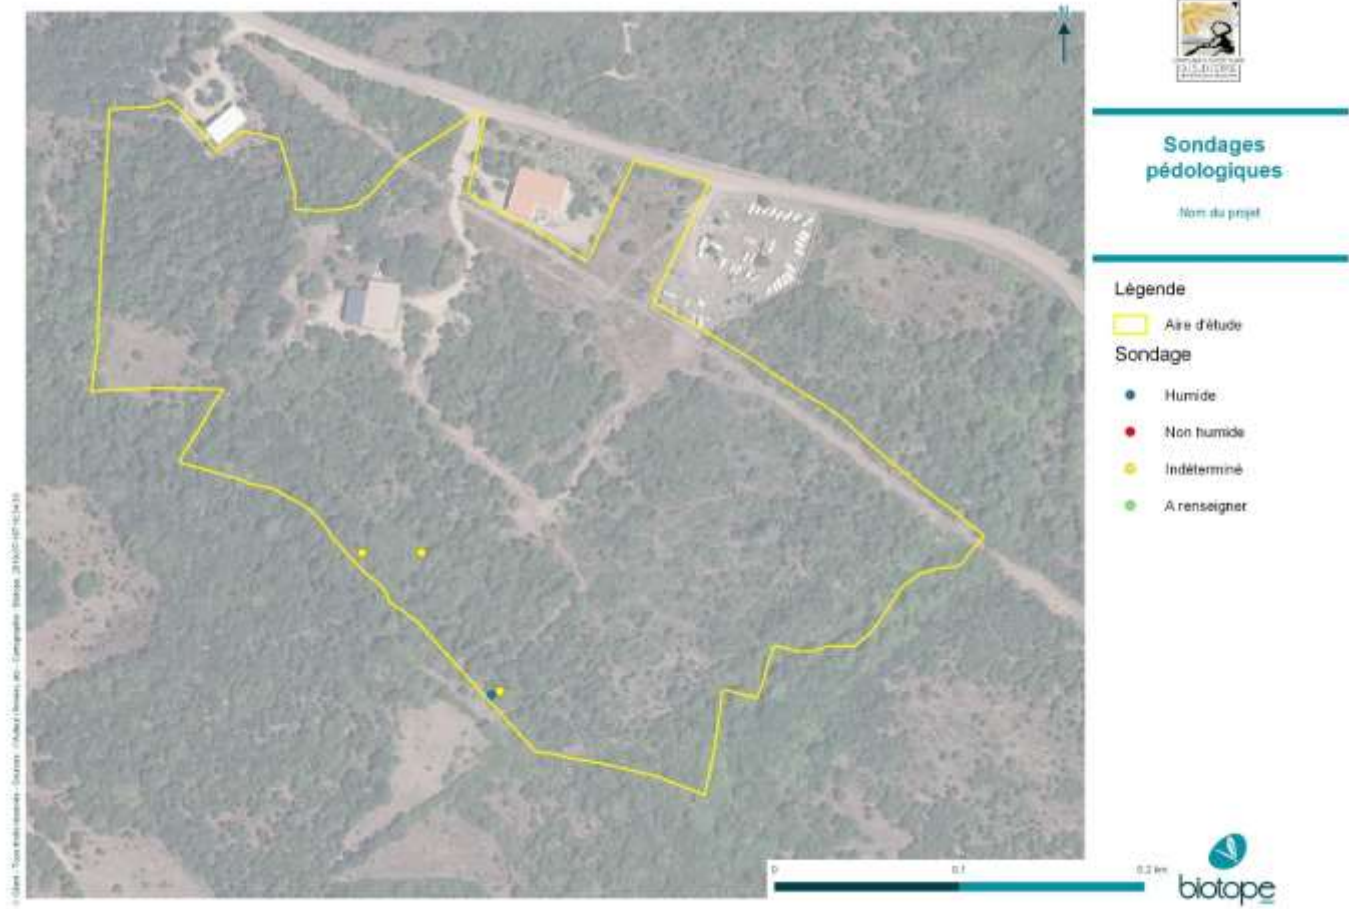 N
Sondages
pédologiques
Nom du projet
Légende
Aire d'étude
Sondage
Humide
Non humide
Indéterminé
A renseigner
0
0,1
0,2 km
biotope